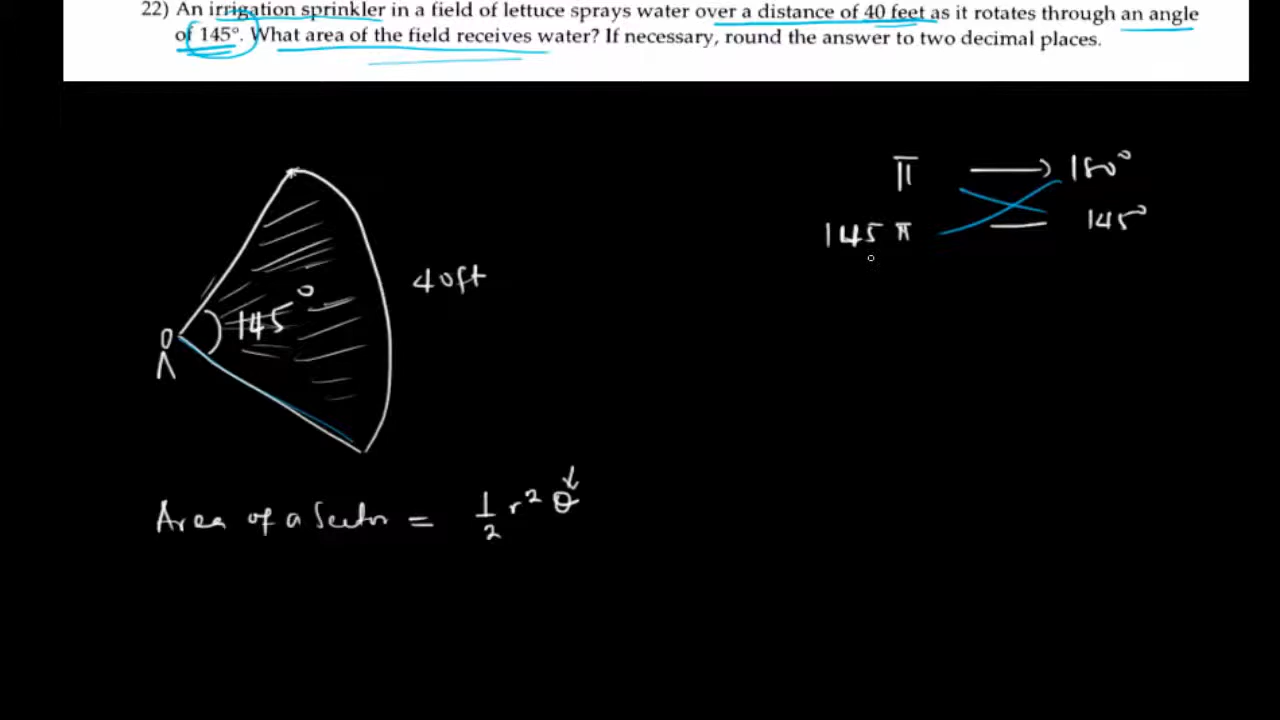 22) An irrigation sprinkler in a field of lettuce sprays water over a distance of 40 feet as it rotates through an angle
of 145°. What area of the field receives water? If necessary, round the answer to two decimal places.
π → 180°
145 π — 145°
40ft
145°
Area of a Sector = 1/2 r² θ